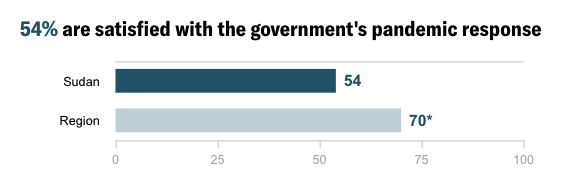 54% are satisfied with the government's pandemic response
Sudan 54
Region 70*
0 25 50 75 100